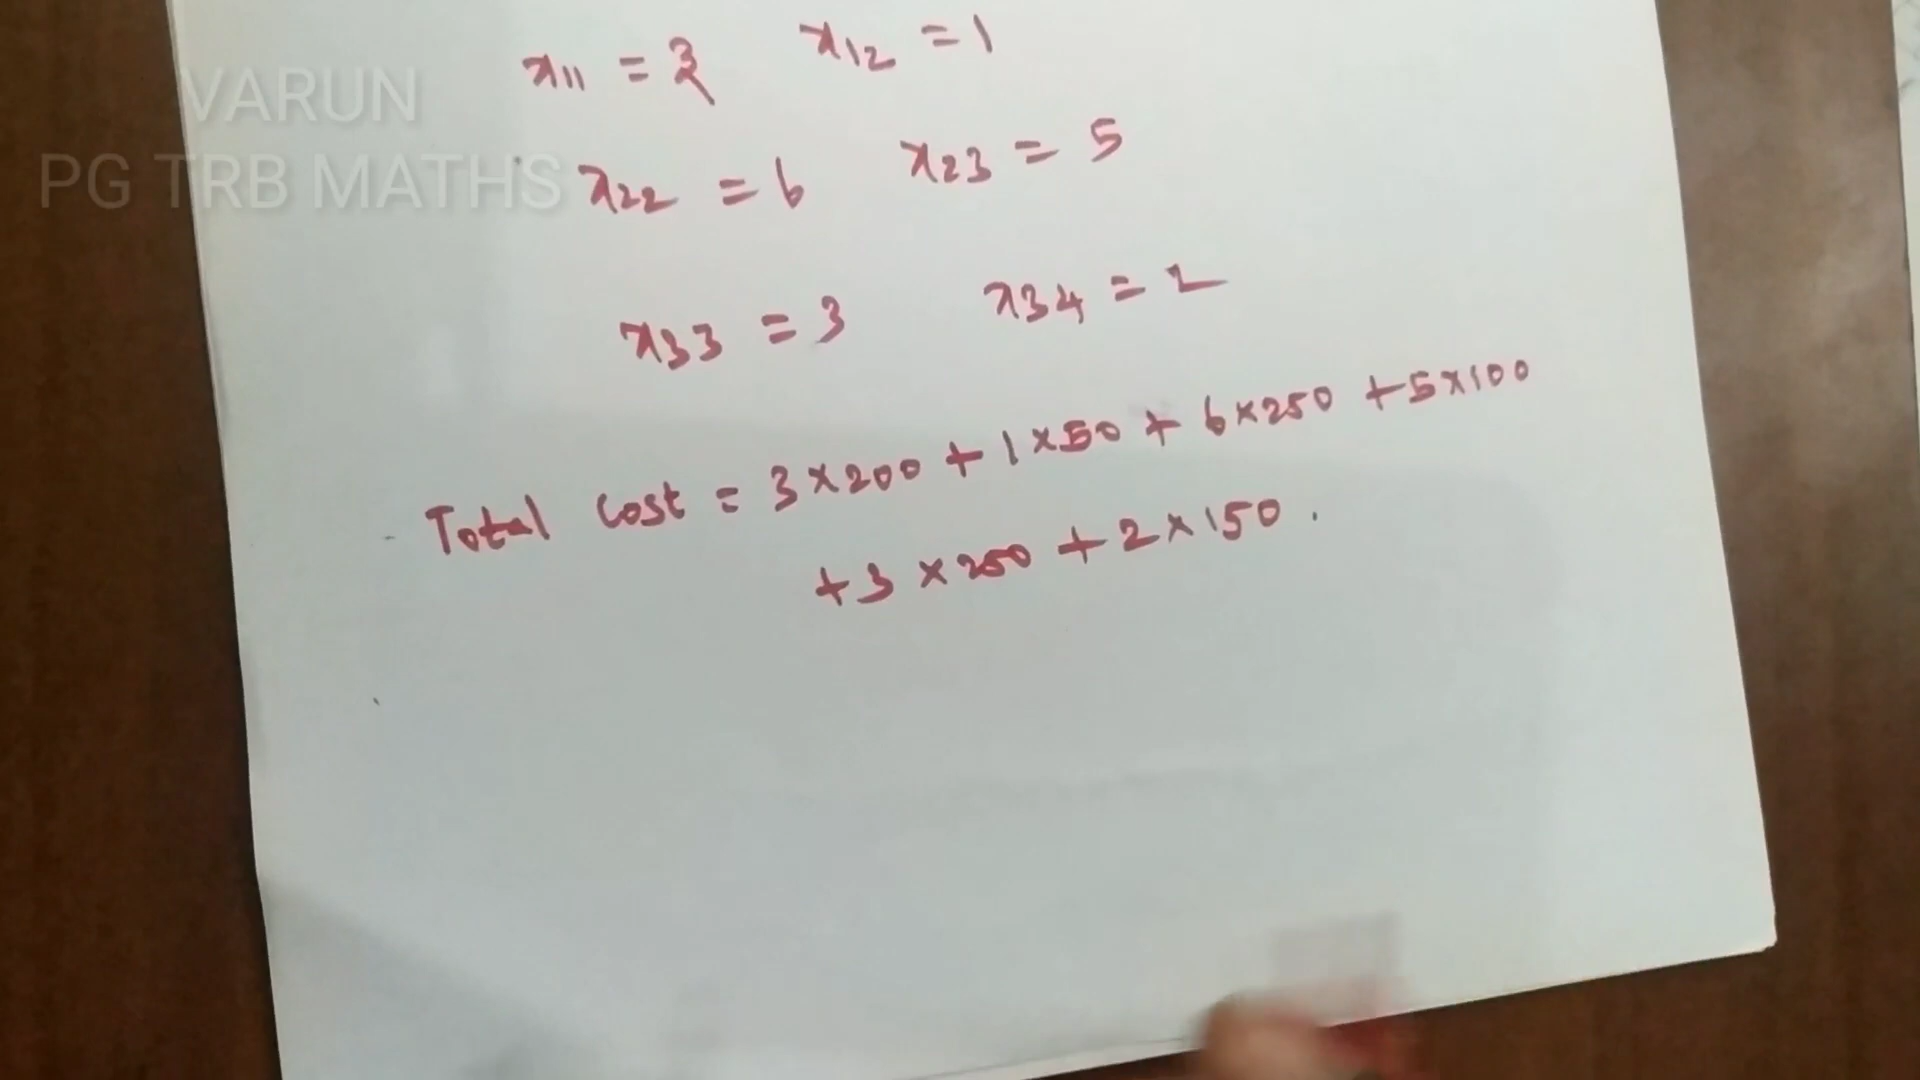 VARUN
PG TRB MATHS
x11 = 3 x12 = 1
x22 = 6 x23 = 5
x33 = 3 x34 = 2
Total Cost = 3×200 + 1×50 + 6×250 + 5×100
+3 × 250 + 2×150.